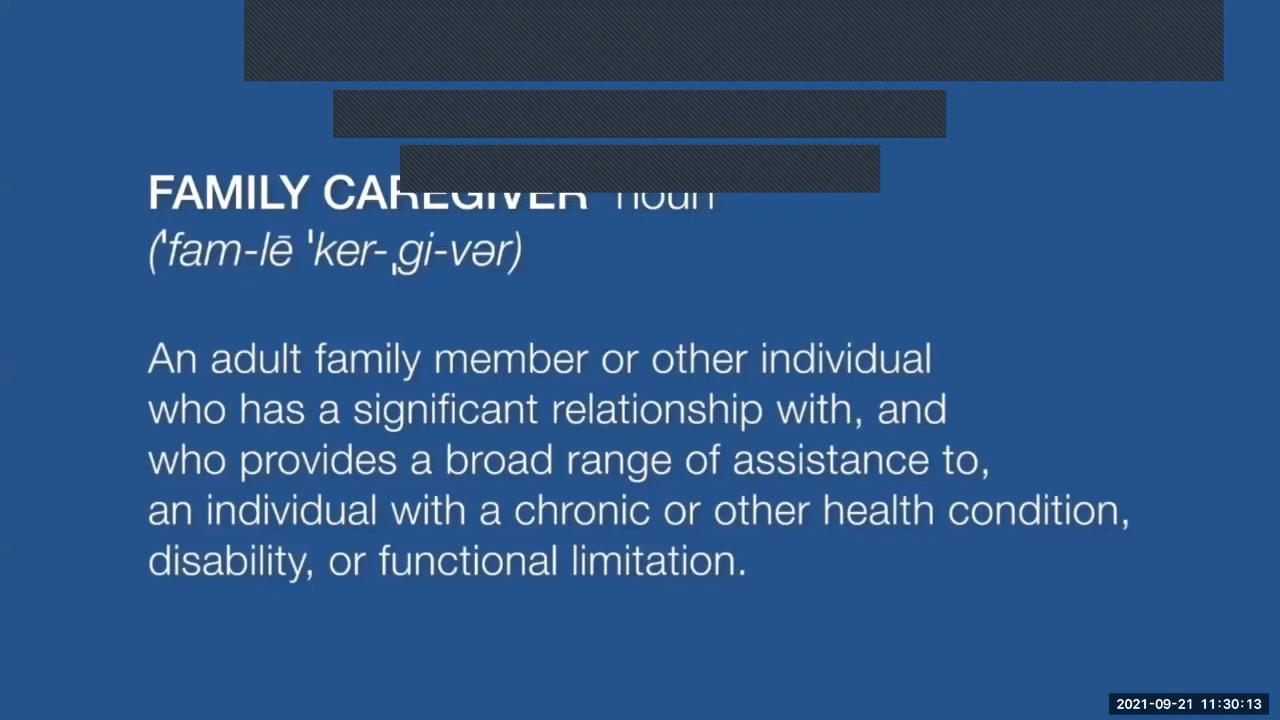 FAMILY CAREGIVER noun
(ˈfam-lē ˈker-ˌgi-vər)
An adult family member or other individual
who has a significant relationship with, and
who provides a broad range of assistance to,
an individual with a chronic or other health condition,
disability, or functional limitation.
2021-09-21 11:30:13